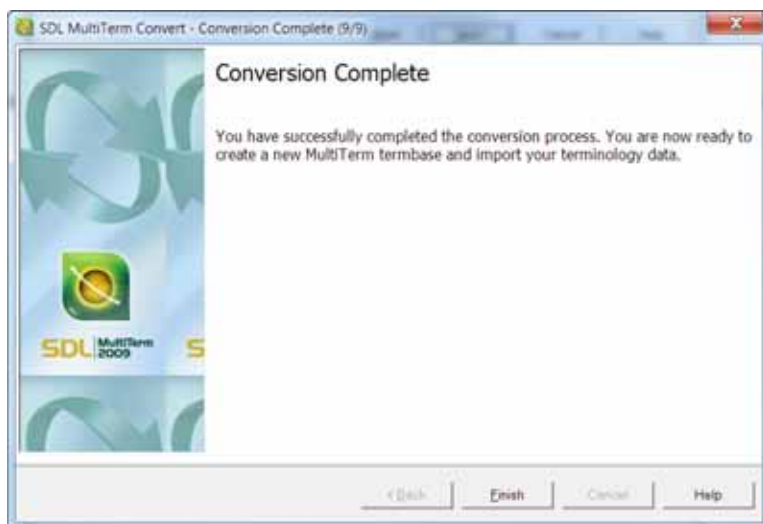 SDL MultiTerm Convert - Conversion Complete (9/9)
Conversion Complete
You have successfully completed the conversion process. You are now ready to
create a new MultiTerm termbase and import your terminology data.
SDL MultiTerm
2009
S
< Back Finish Cancel Help